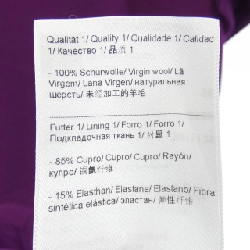 Qualität 1/ Quality 1/ Cualidade 1/ Calidad
1/ Качество 1/ 品质 1
- 100% Schurwolle/ Virgin wool/ Lã
Virgem/ Lana Virgen/ натуральная
шерсть/ 未经加工的羊毛
Futter 1/ Lining 1/ Forro 1/ Forro 1/
Подкладочная ткань 1/ 衬里 1
- 85% Cupro/ Cupro/ Cupro/ Rayón/
купро/ 铜氨纤维
- 15% Elasthan/ Elastane/ Elastano/ Fibra
sintética elástica/ эластан/ 弹性纤维